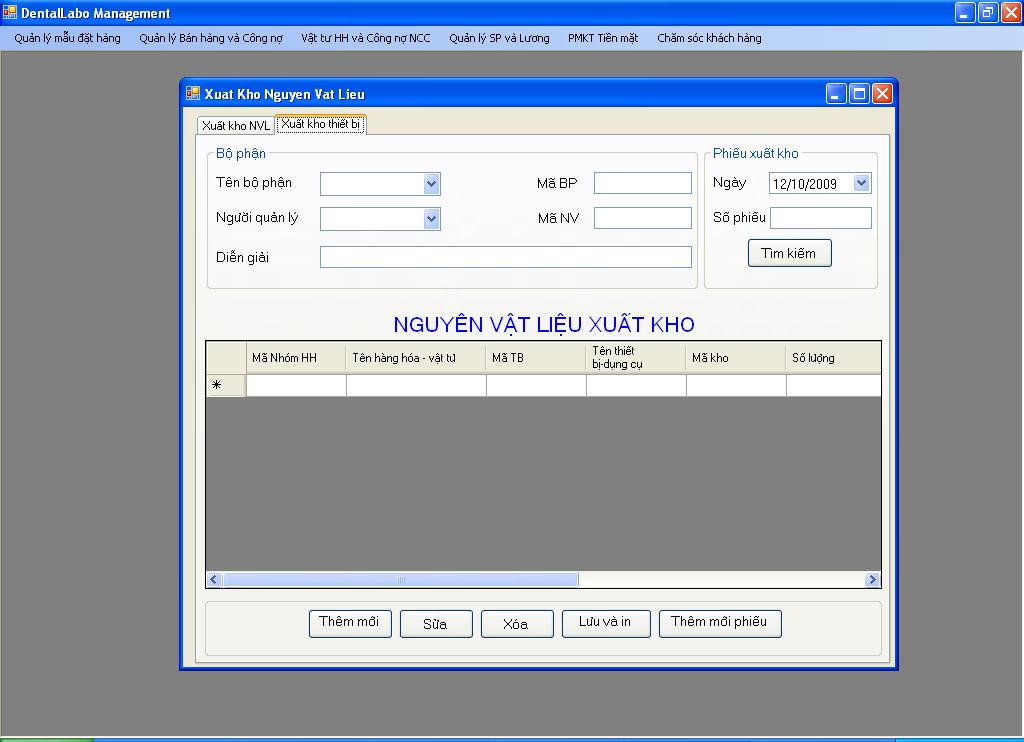 DentalLabo Management
Quản lý mẫu đặt hàng Quản lý Bán hàng và Công nợ Vật tư HH và Công nợ NCC Quản lý SP và Lương PMKT Tiền mặt Chăm sóc khách hàng
Xuat Kho Nguyen Vat Lieu
Xuất kho NVL Xuất kho thiết bị
Bộ phận
Tên bộ phận Mã BP
Người quản lý Mã NV
Diễn giải
Phiếu xuất kho
Ngày 12/10/2009
Số phiếu
Tìm kiếm
NGUYÊN VẬT LIỆU XUẤT KHO
Mã Nhóm HH Tên hàng hóa - vật tư Mã TB Tên thiết bị-dụng cụ Mã kho Số lượng
Thêm mới Sửa Xóa Lưu và in Thêm mới phiếu